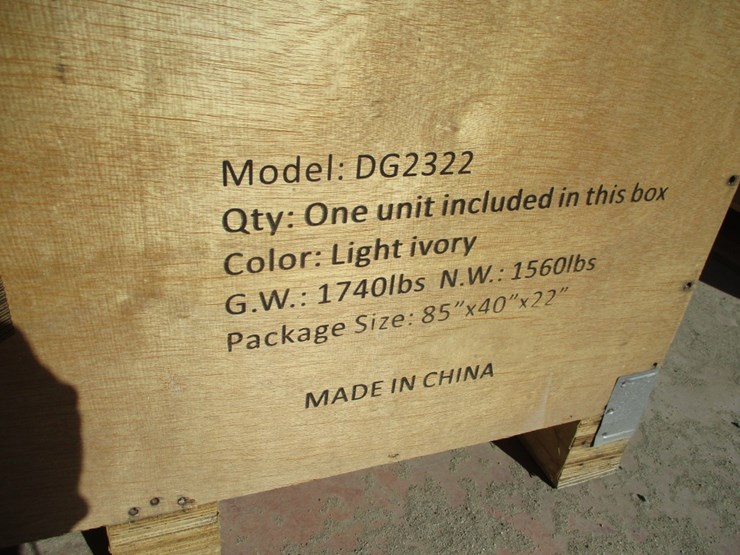 Model: DG2322
Qty: One unit included in this box
Color: Light ivory
G.W.: 1740lbs N.W.: 1560lbs
Package Size: 85”x40”x22”
MADE IN CHINA